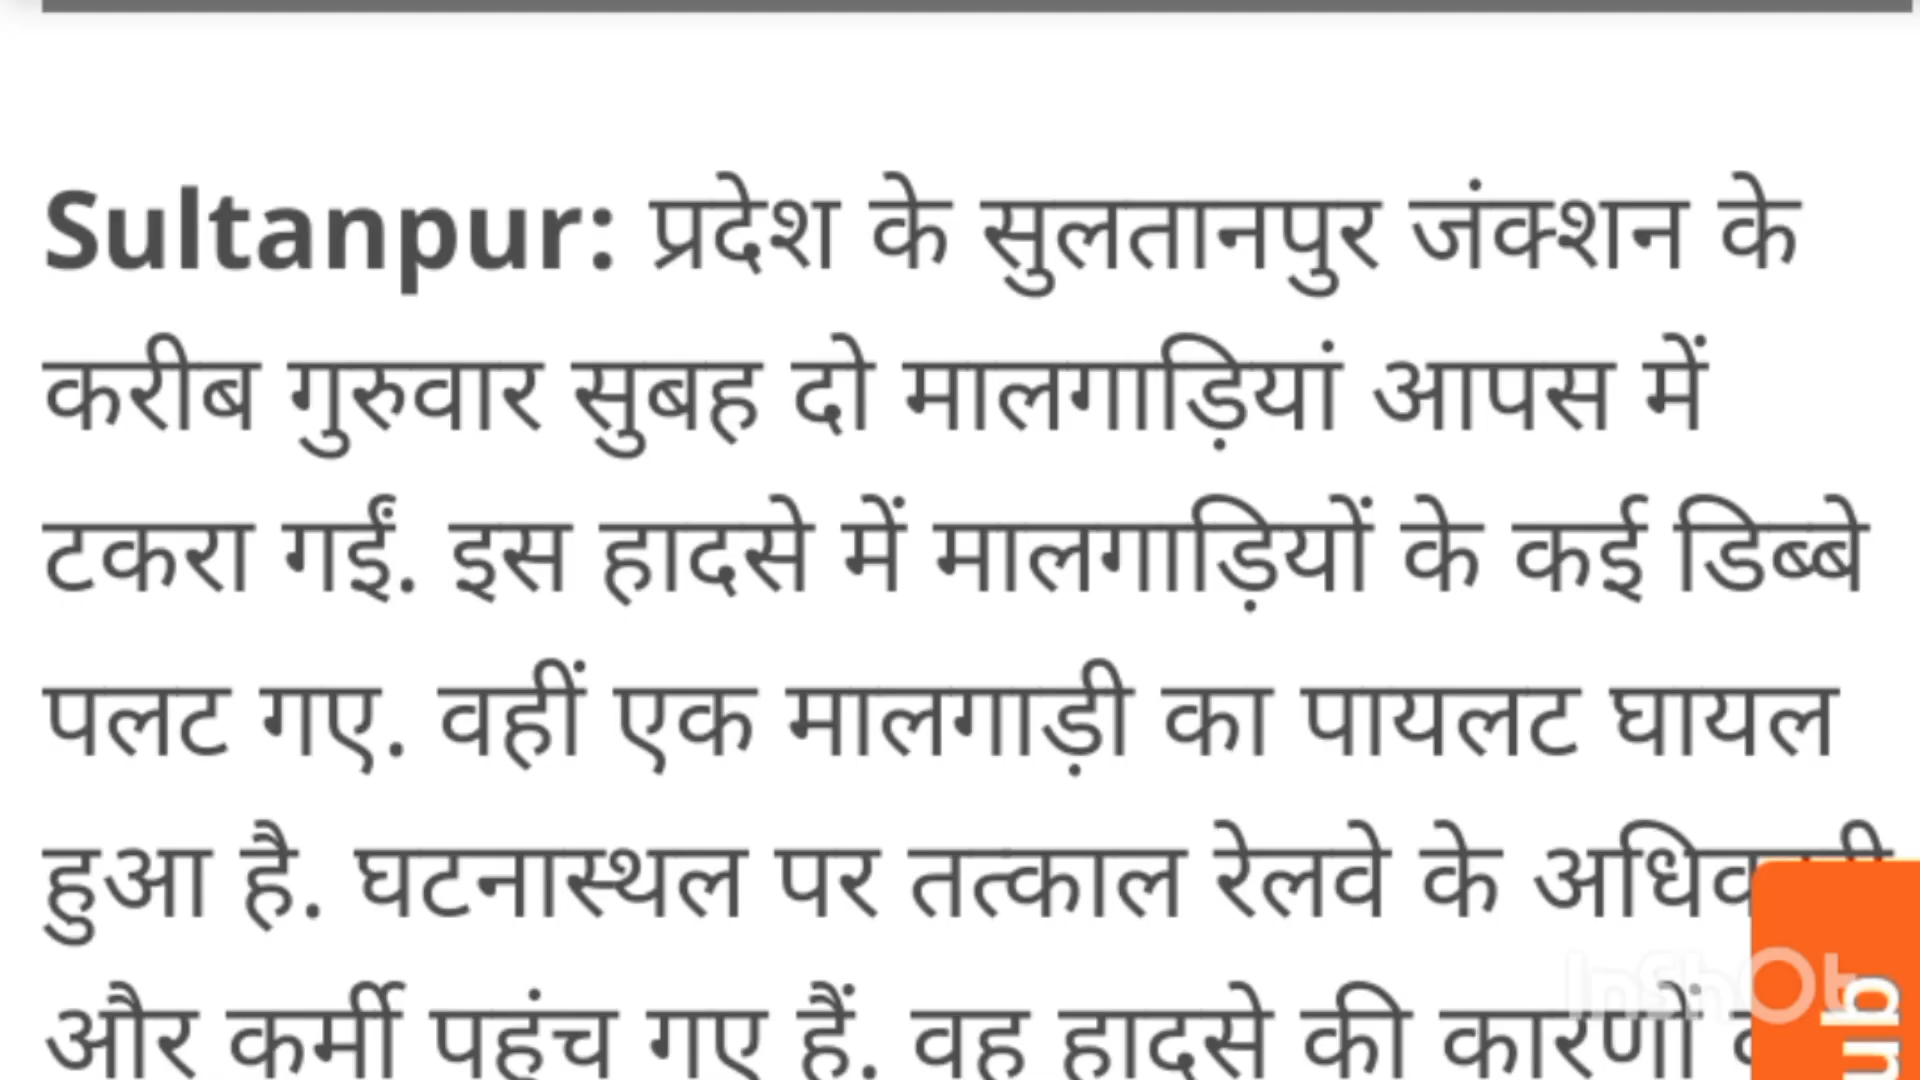 Sultanpur: प्रदेश के सुलतानपुर जंक्शन के
करीब गुरुवार सुबह दो मालगाड़ियां आपस में
टकरा गईं. इस हादसे में मालगाड़ियों के कई डिब्बे
पलट गए. वहीं एक मालगाड़ी का पायलट घायल
हुआ है. घटनास्थल पर तत्काल रेलवे के
और कर्मी पहुंच गए हैं. वह हादसे की कारणों
InShOt